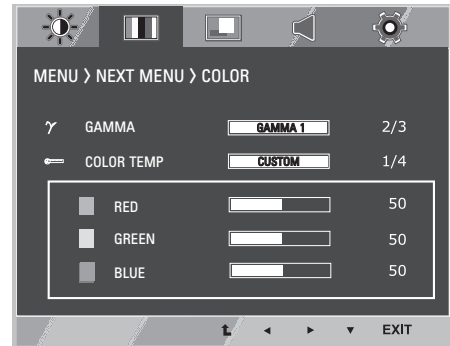 MENU > NEXT MENU > COLOR
γ GAMMA GAMMA 1 2/3
COLOR TEMP CUSTOM 1/4
RED 50
GREEN 50
BLUE 50
EXIT